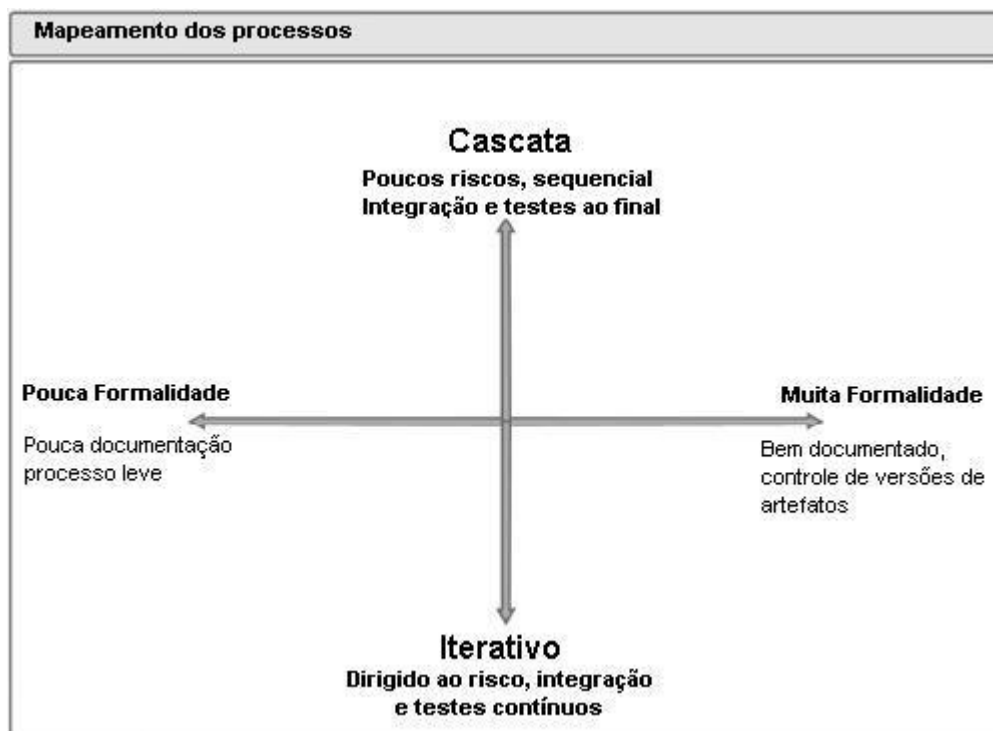 Mapeamento dos processos
Cascata
Poucos riscos, sequencial
Integração e testes ao final
Pouca Formalidade
Pouca documentação
processo leve
Muita Formalidade
Bem documentado,
controle de versões de
artefatos
Iterativo
Dirigido ao risco, integração
e testes contínuos